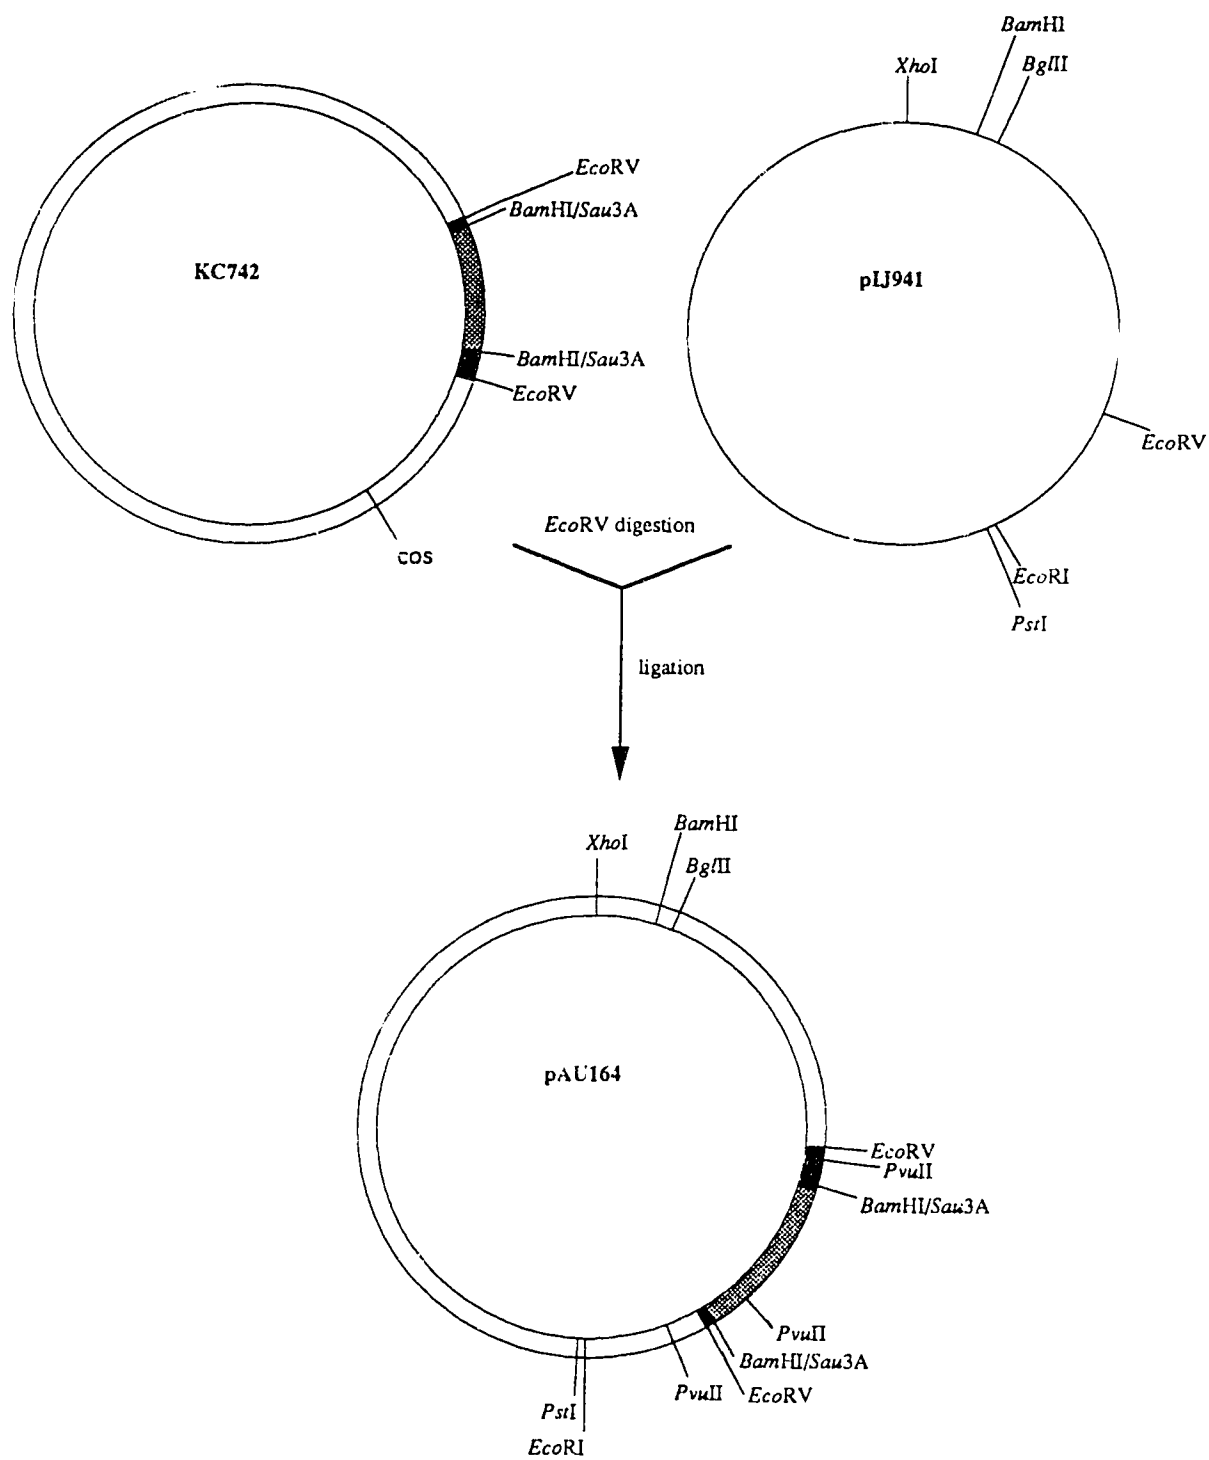 BamHI
XhoI
BglII
EcoRV
BamHI/Sau3A
KC742
pIJ941
BamHI/Sau3A
EcoRV
EcoRV
EcoRV digestion
cos
EcoRI
PstI
ligation
BamHI
XhoI
BglII
pAU164
EcoRV
PvuII
BamHI/Sau3A
PvuII
BamHI/Sau3A
PvuII
EcoRV
PstI
EcoRI